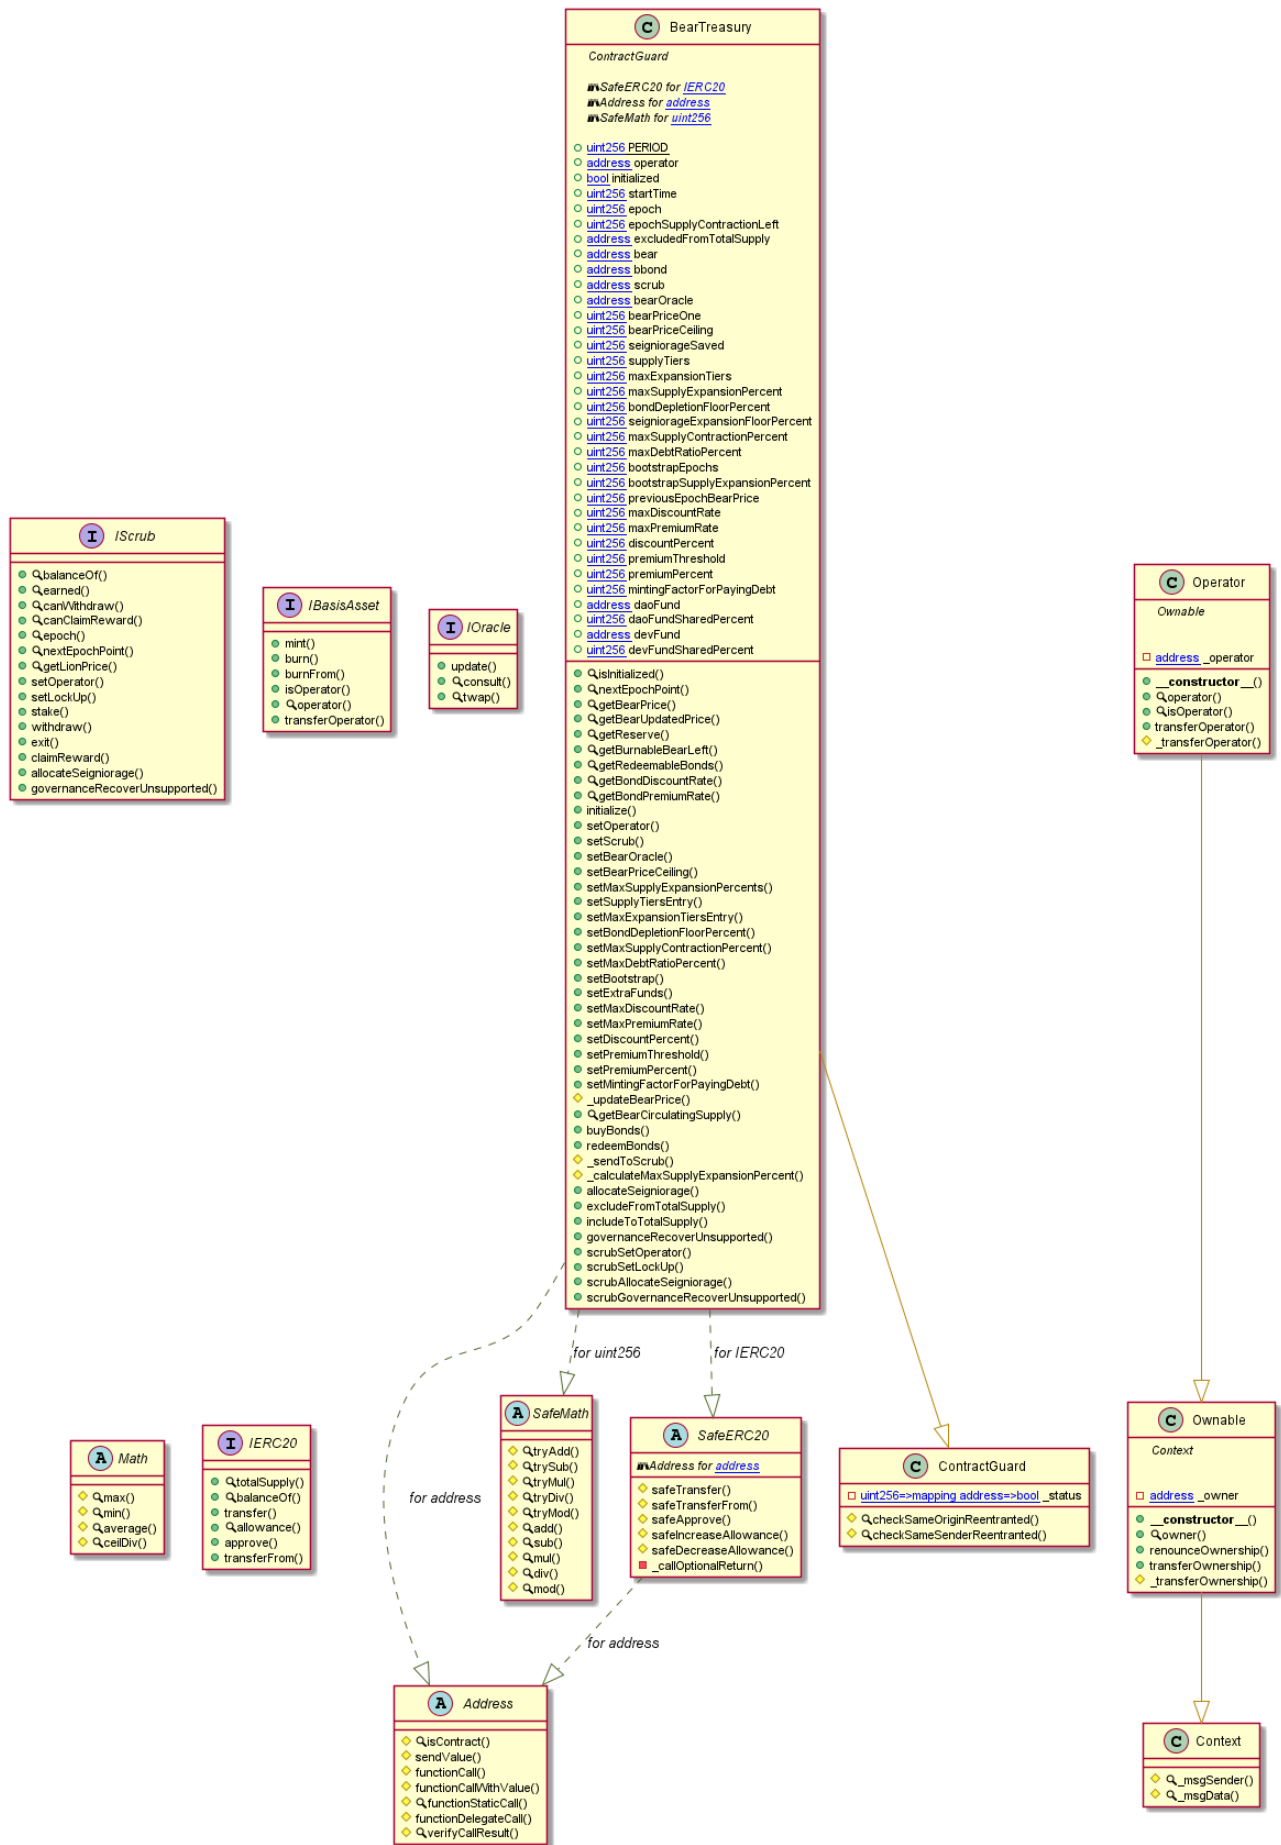 C BearTreasury
ContractGuard
SafeERC20 for IERC20
Address for address
SafeMath for uint256
uint256 PERIOD
address operator
bool initialized
uint256 startTime
uint256 epoch
uint256 epochSupplyContractionLeft
address excludedFromTotalSupply
address bear
address bbond
address scrub
address bearOracle
uint256 bearPriceOne
uint256 bearPriceCeiling
uint256 seigniorageSaved
uint256 supplyTiers
uint256 maxExpansionTiers
uint256 maxSupplyExpansionPercent
uint256 bondDepletionFloorPercent
uint256 seigniorageExpansionFloorPercent
uint256 maxSupplyContractionPercent
uint256 maxDebtRatioPercent
uint256 bootstrapEpochs
uint256 bootstrapSupplyExpansionPercent
uint256 previousEpochBearPrice
uint256 maxDiscountRate
uint256 maxPremiumRate
uint256 discountPercent
uint256 premiumThreshold
uint256 premiumPercent
uint256 mintingFactorForPayingDebt
address daoFund
uint256 daoFundSharedPercent
address devFund
uint256 devFundSharedPercent
isInitialized()
nextEpochPoint()
getBearPrice()
getBearUpdatedPrice()
getReserve()
getBurnableBearLeft()
getRedeemableBonds()
getBondDiscountRate()
getBondPremiumRate()
initialize()
setOperator()
setScrub()
setBearOracle()
setBearPriceCeiling()
setMaxSupplyExpansionPercents()
setSupplyTiersEntry()
setMaxExpansionTiersEntry()
setBondDepletionFloorPercent()
setMaxSupplyContractionPercent()
setMaxDebtRatioPercent()
setBootstrap()
setExtraFunds()
setMaxDiscountRate()
setMaxPremiumRate()
setDiscountPercent()
setPremiumThreshold()
setPremiumPercent()
setMintingFactorForPayingDebt()
_updateBearPrice()
getBearCirculatingSupply()
buyBonds()
redeemBonds()
_sendToScrub()
_calculateMaxSupplyExpansionPercent()
allocateSeigniorage()
excludeFromTotalSupply()
includeToTotalSupply()
governanceRecoverUnsupported()
scrubSetOperator()
scrubSetLockUp()
scrubAllocateSeigniorage()
scrubGovernanceRecoverUnsupported()
I IScrub
balanceOf()
earned()
canWithdraw()
canClaimReward()
epoch()
nextEpochPoint()
getLionPrice()
setOperator()
setLockUp()
stake()
withdraw()
exit()
claimReward()
allocateSeigniorage()
governanceRecoverUnsupported()
I IBasisAsset
mint()
burn()
burnFrom()
isOperator()
operator()
transferOperator()
I IOracle
update()
consult()
twap()
C Operator
Ownable
address _operator
__constructor__()
operator()
isOperator()
transferOperator()
_transferOperator()
for address
for uint256
for IERC20
A Math
max()
min()
average()
ceilDiv()
I IERC20
totalSupply()
balanceOf()
transfer()
allowance()
approve()
transferFrom()
A SafeMath
tryAdd()
trySub()
tryMul()
tryDiv()
tryMod()
add()
sub()
mul()
div()
mod()
A SafeERC20
Address for address
safeTransfer()
safeTransferFrom()
safeApprove()
safeIncreaseAllowance()
safeDecreaseAllowance()
_callOptionalReturn()
C ContractGuard
uint256=>mapping address=>bool _status
checkSameOriginReentranted()
checkSameSenderReentranted()
C Ownable
Context
address _owner
__constructor__()
owner()
renounceOwnership()
transferOwnership()
_transferOwnership()
for address
A Address
isContract()
sendValue()
functionCall()
functionCallWithValue()
functionStaticCall()
functionDelegateCall()
verifyCallResult()
C Context
_msgSender()
_msgData()